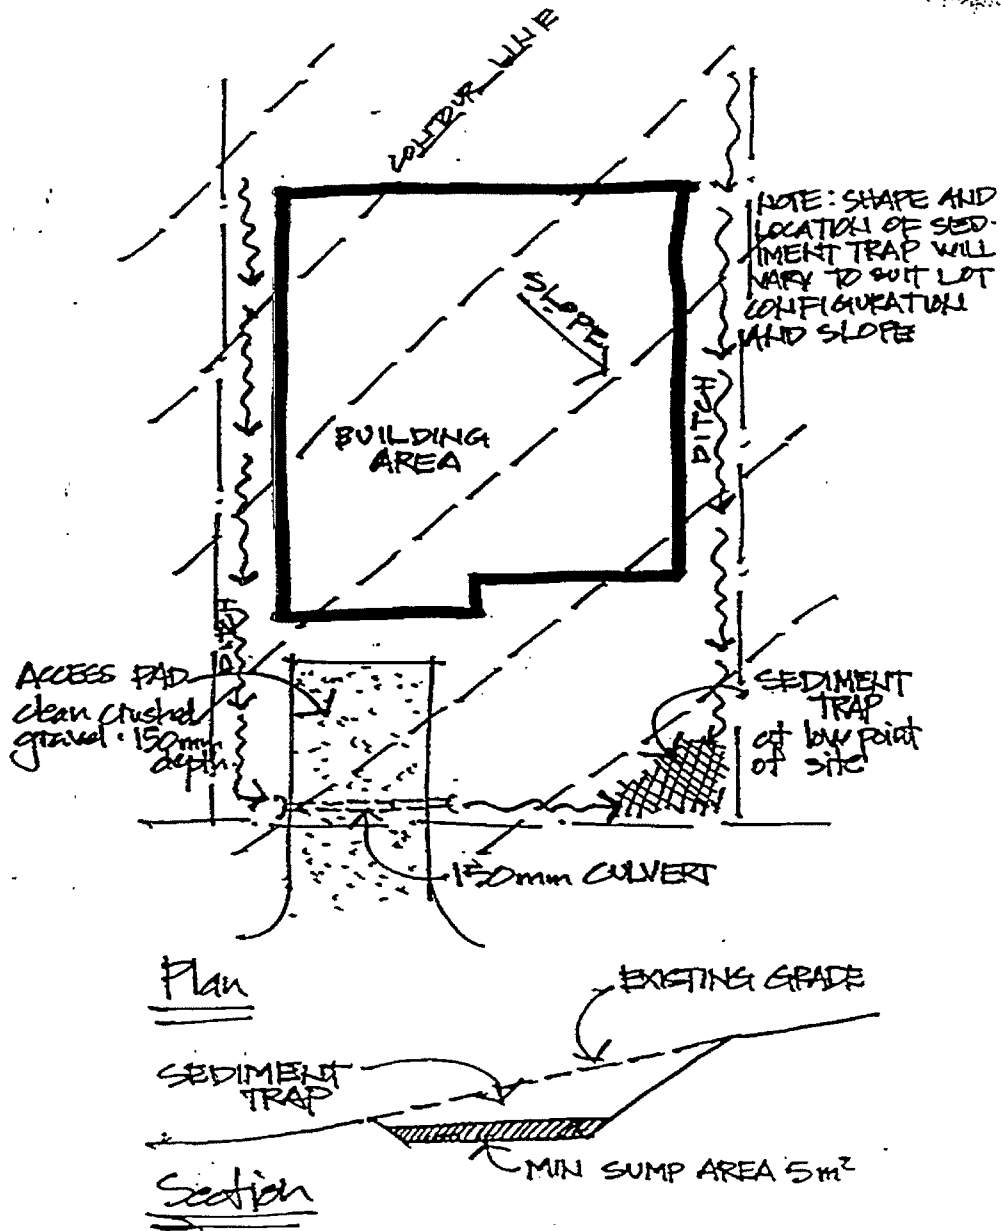 CONTOUR LINE
NOTE: SHAPE AND
LOCATION OF SED-
IMENT TRAP WILL
VARY TO SUIT LOT
CONFIGURATION
AND SLOPE
SLOPE
DITCH
BUILDING
AREA
DITCH
ACCESS PAD
clean crushed
gravel · 150mm
depth.
SEDIMENT
TRAP
at low point
of site
150mm CULVERT
Plan
EXISTING GRADE
SEDIMENT
TRAP
MIN SUMP AREA 5m²
Section